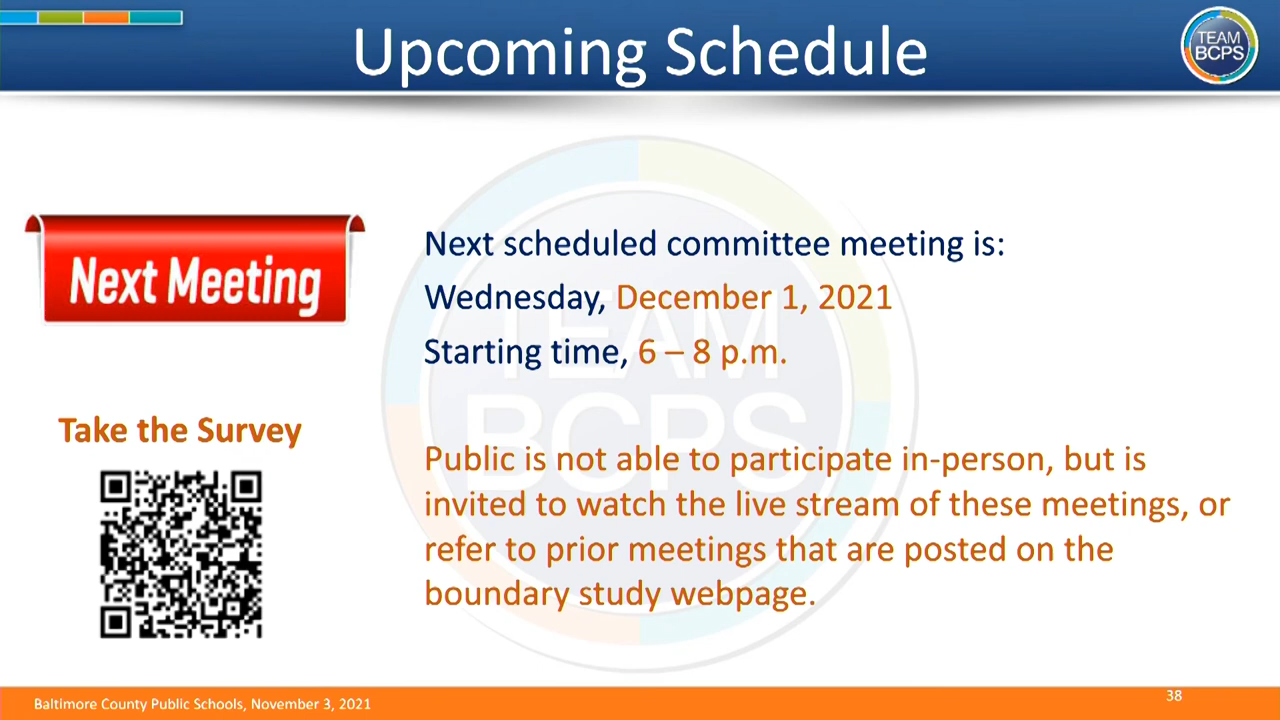 Upcoming Schedule
TEAM
BCPS
Next Meeting
Next scheduled committee meeting is:
Wednesday, December 1, 2021
Starting time, 6 – 8 p.m.
Take the Survey
Public is not able to participate in-person, but is
invited to watch the live stream of these meetings, or
refer to prior meetings that are posted on the
boundary study webpage.
TEAM
BCPS
Baltimore County Public Schools, November 3, 2021
38